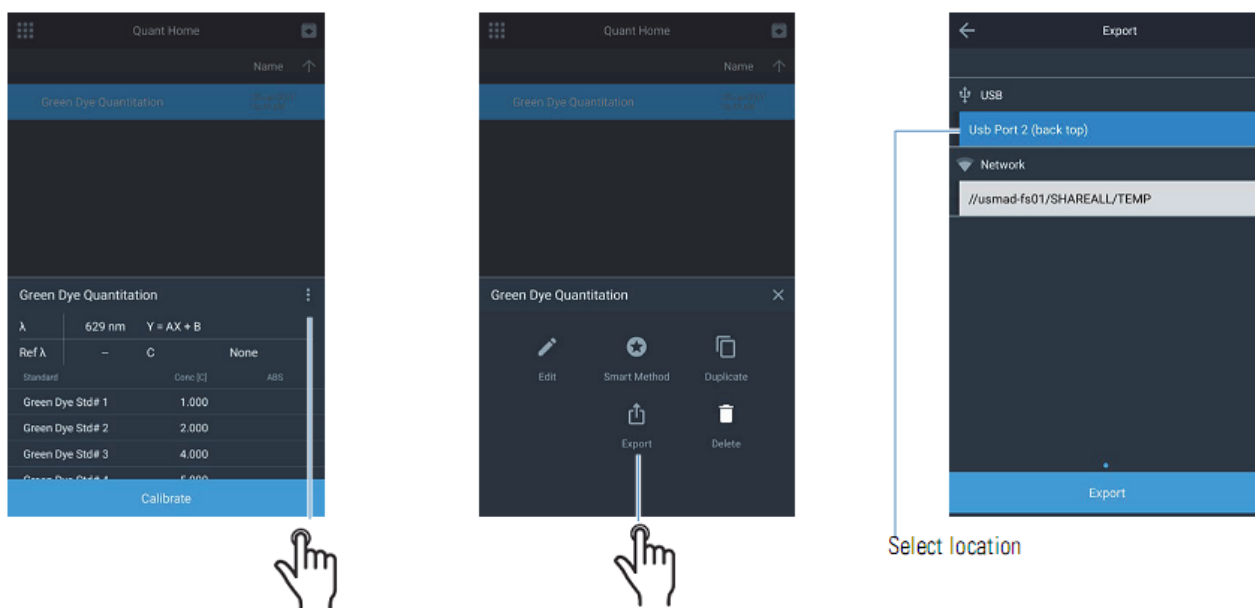 Quant Home
Name
Green Dye Quantitation
Green Dye Quantitation
λ 629 nm Y = AX + B
Ref λ – C None
Standard Conc [C] ABS
Green Dye Std# 1 1.000
Green Dye Std# 2 2.000
Green Dye Std# 3 4.000
Calibrate
Quant Home
Name
Green Dye Quantitation
Green Dye Quantitation
Edit Smart Method Duplicate
Export Delete
Export
USB
Usb Port 2 (back top)
Network
//usmad-fs01/SHAREALL/TEMP
Export
Select location